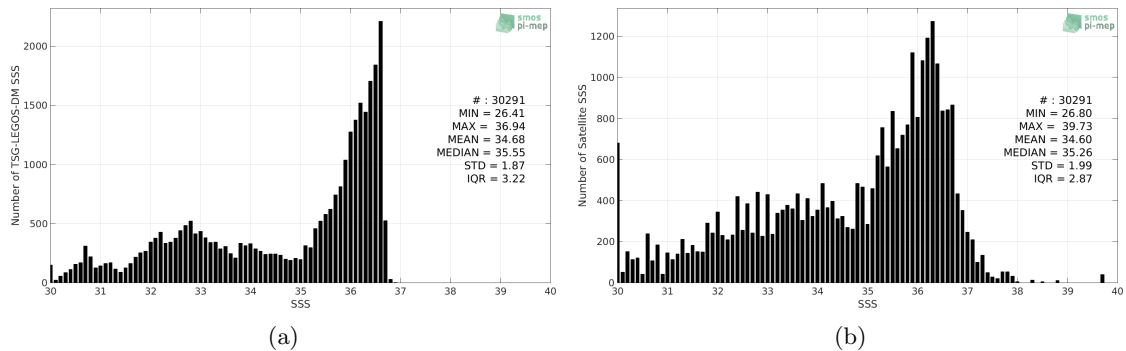 smos
pi-mep
Number of TSG-LEGOS-DM SSS
2000
1500
1000
500
0
# : 30291
MIN = 26.41
MAX = 36.94
MEAN = 34.68
MEDIAN = 35.55
STD = 1.87
IQR = 3.22
30 31 32 33 34 35 36 37 38 39 40
SSS
(a)
smos
pi-mep
Number of Satellite SSS
1200
1000
800
600
400
200
0
# : 30291
MIN = 26.80
MAX = 39.73
MEAN = 34.60
MEDIAN = 35.26
STD = 1.99
IQR = 2.87
30 31 32 33 34 35 36 37 38 39 40
SSS
(b)